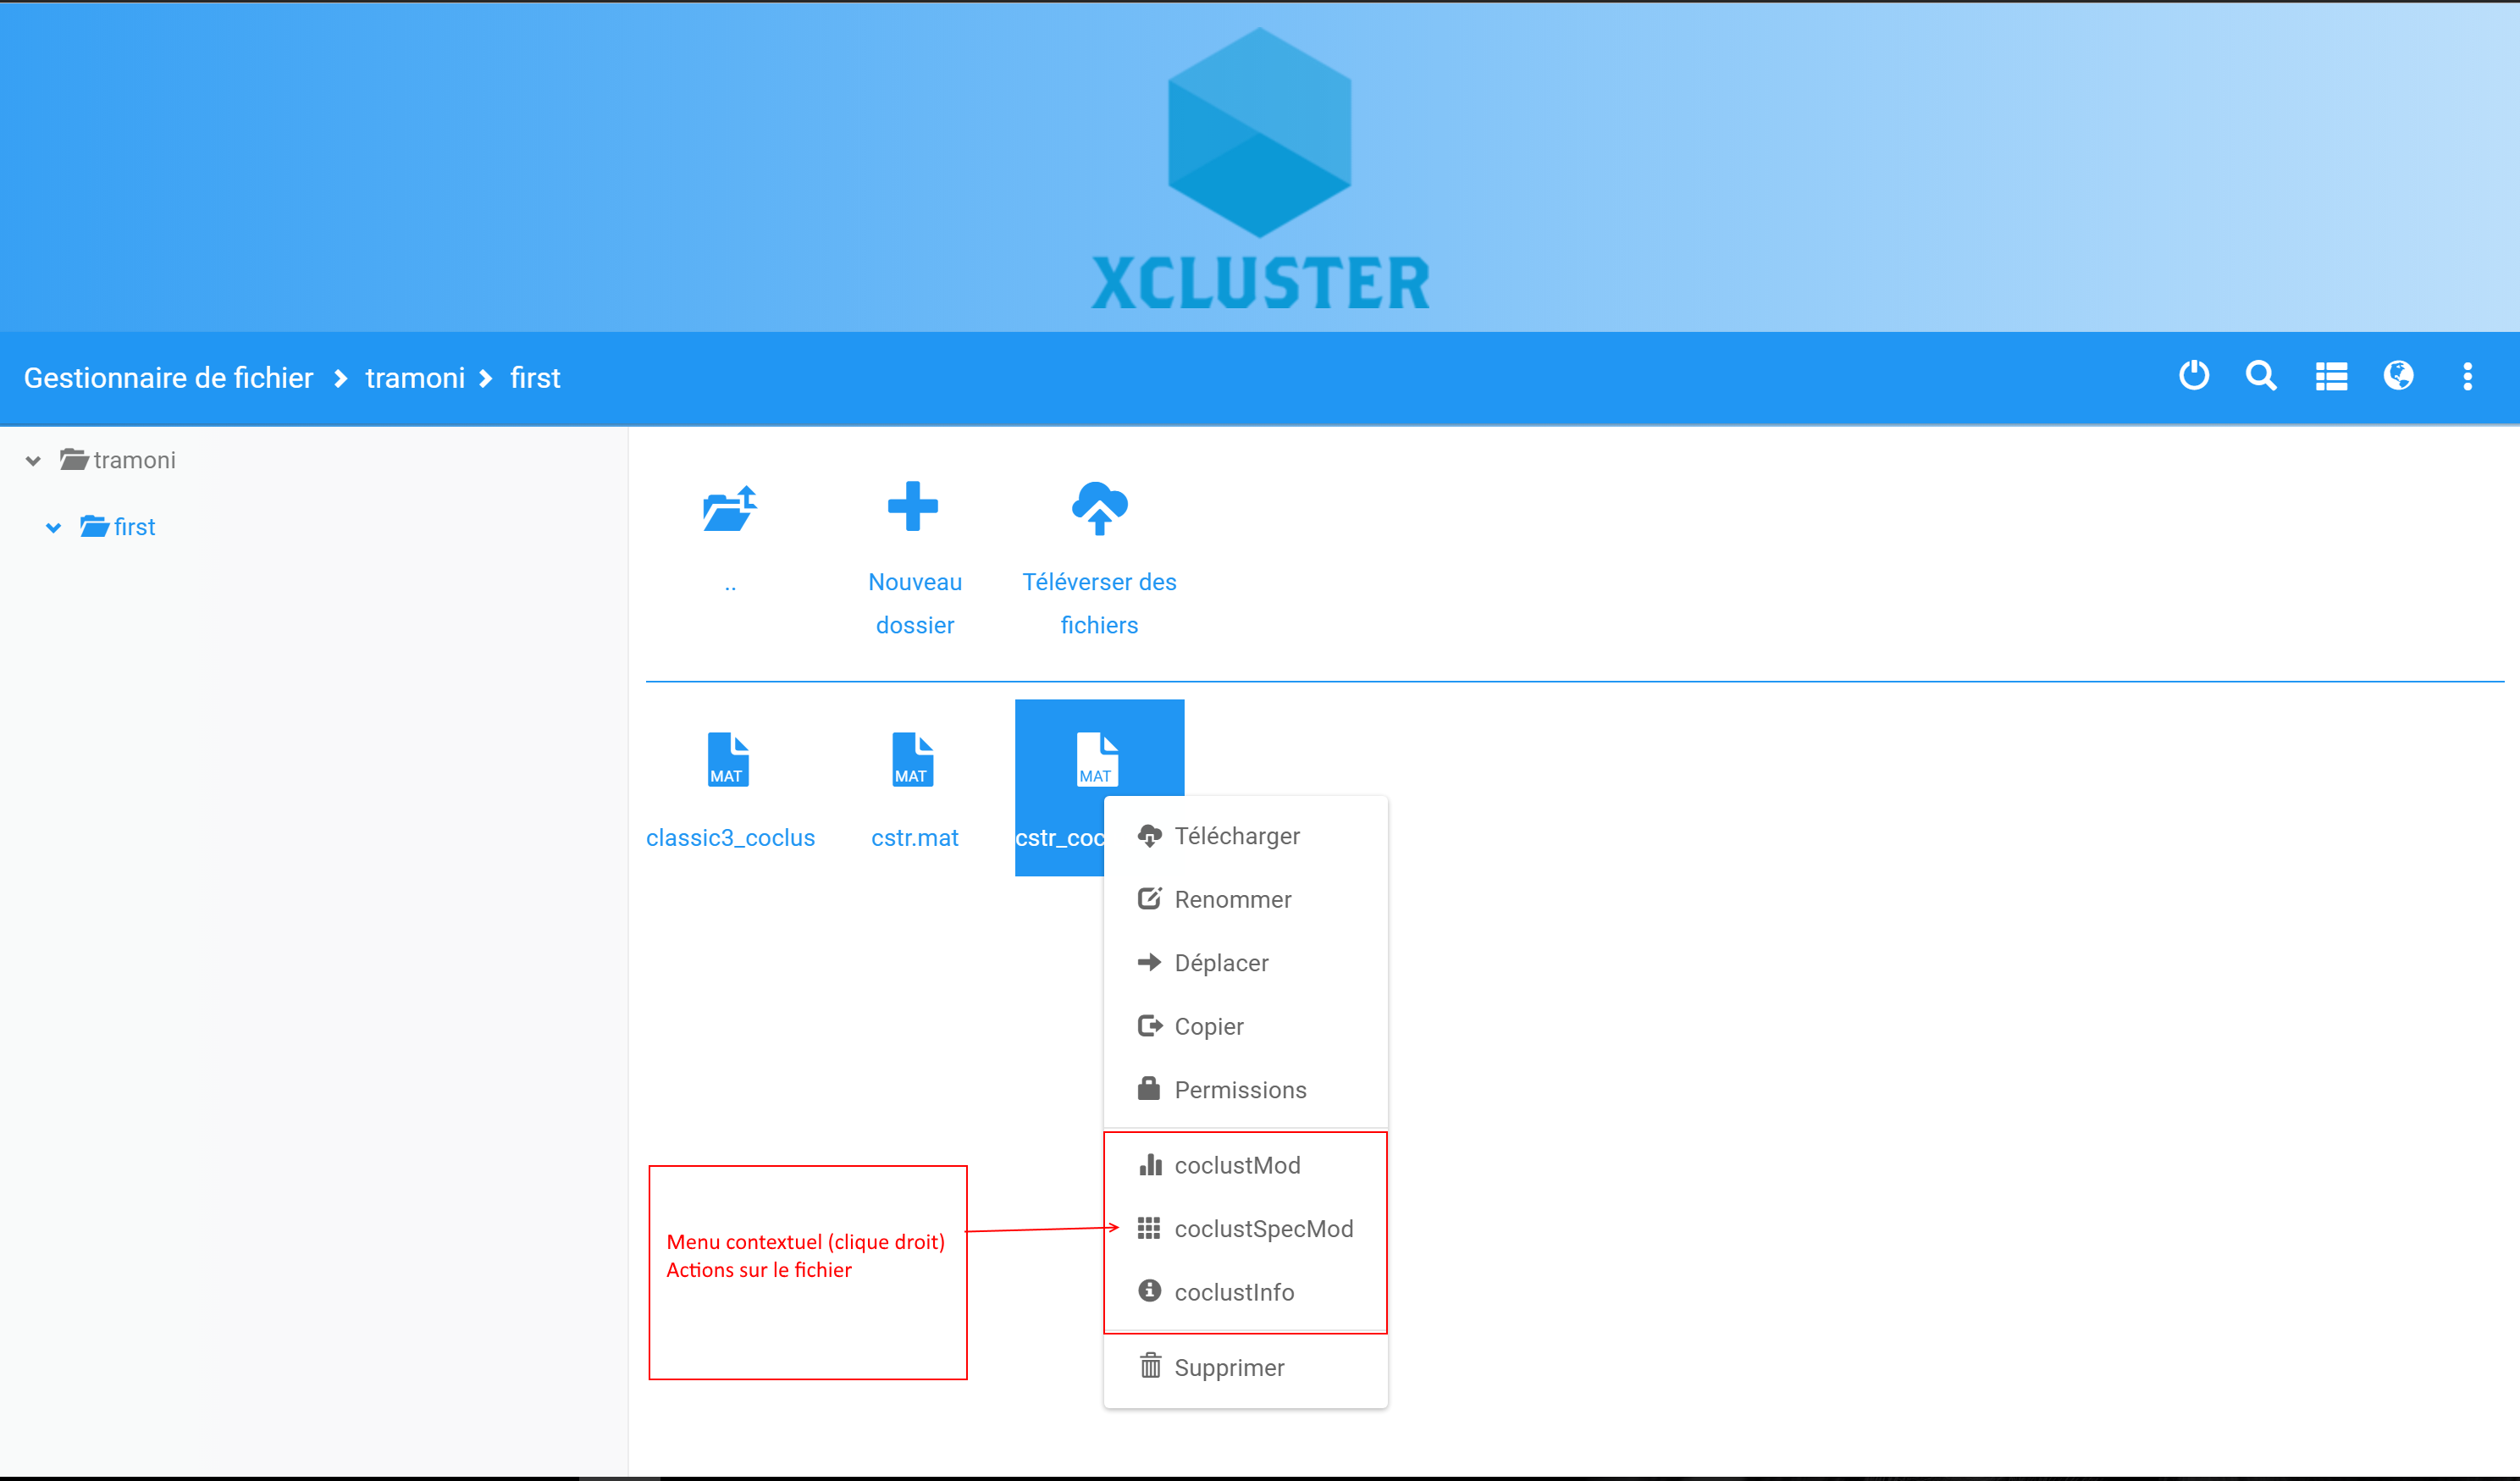 XCLUSTER
Gestionnaire de fichier tramoni first
tramoni
first
..
Nouveau
dossier
Téléverser des
fichiers
MAT
classic3_coclus
MAT
cstr.mat
MAT
cstr_coc
Télécharger
Renommer
Déplacer
Copier
Permissions
coclustMod
coclustSpecMod
coclustInfo
Supprimer
Menu contextuel (clique droit)
Actions sur le fichier